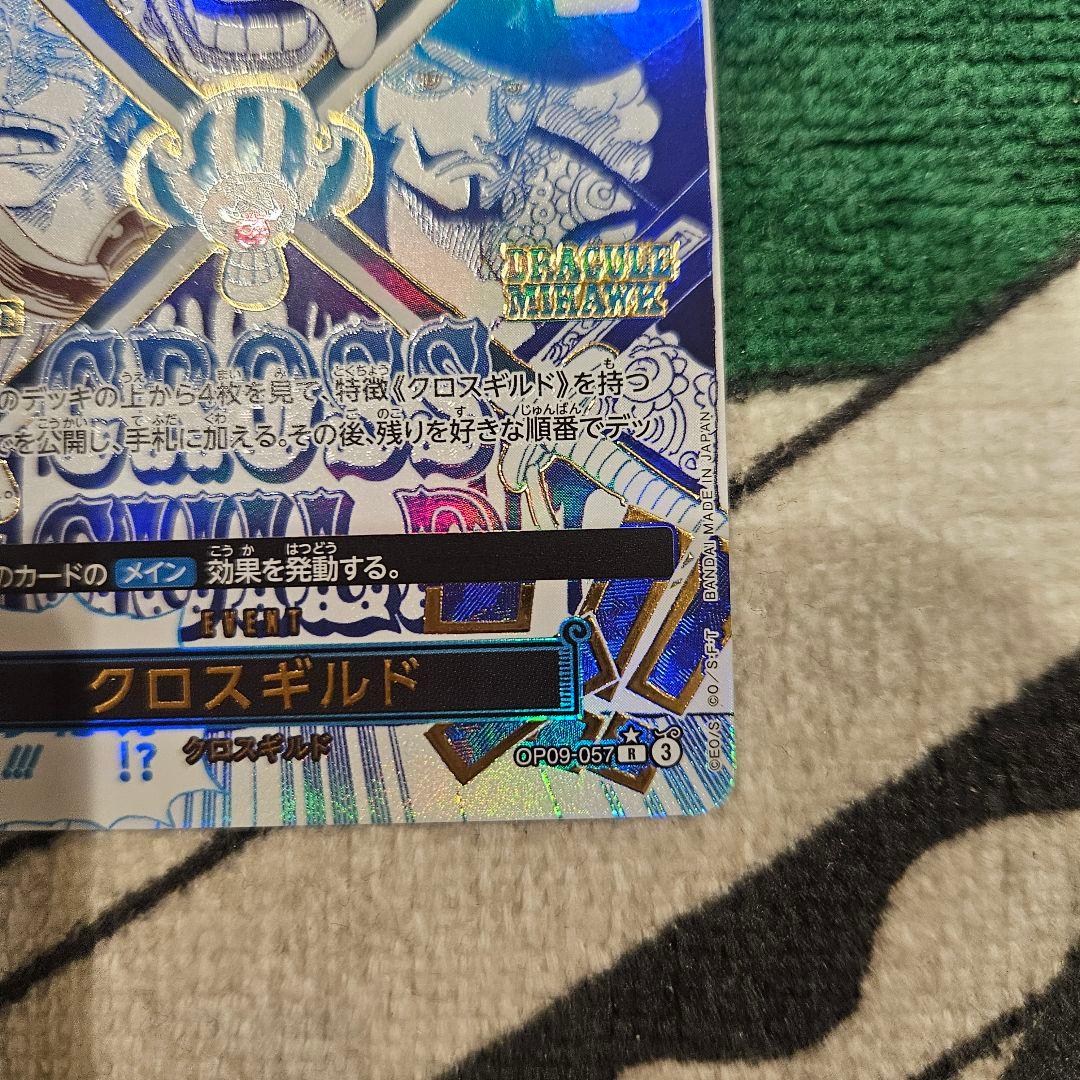 DRACULE
MIHAWK
CROSS
のデッキの上から4枚を見て、特徴《クロスギルド》を持つ
を公開し、手札に加える。その後、残りを好きな順番でデッ
GUILD
のカードの メイン 効果を発動する。
EVENT
クロスギルド
クロスギルド
!!!
!?
OP09-057 R 3
©EO/S. ©O/S.F.T BANDAI MADE IN JAPAN